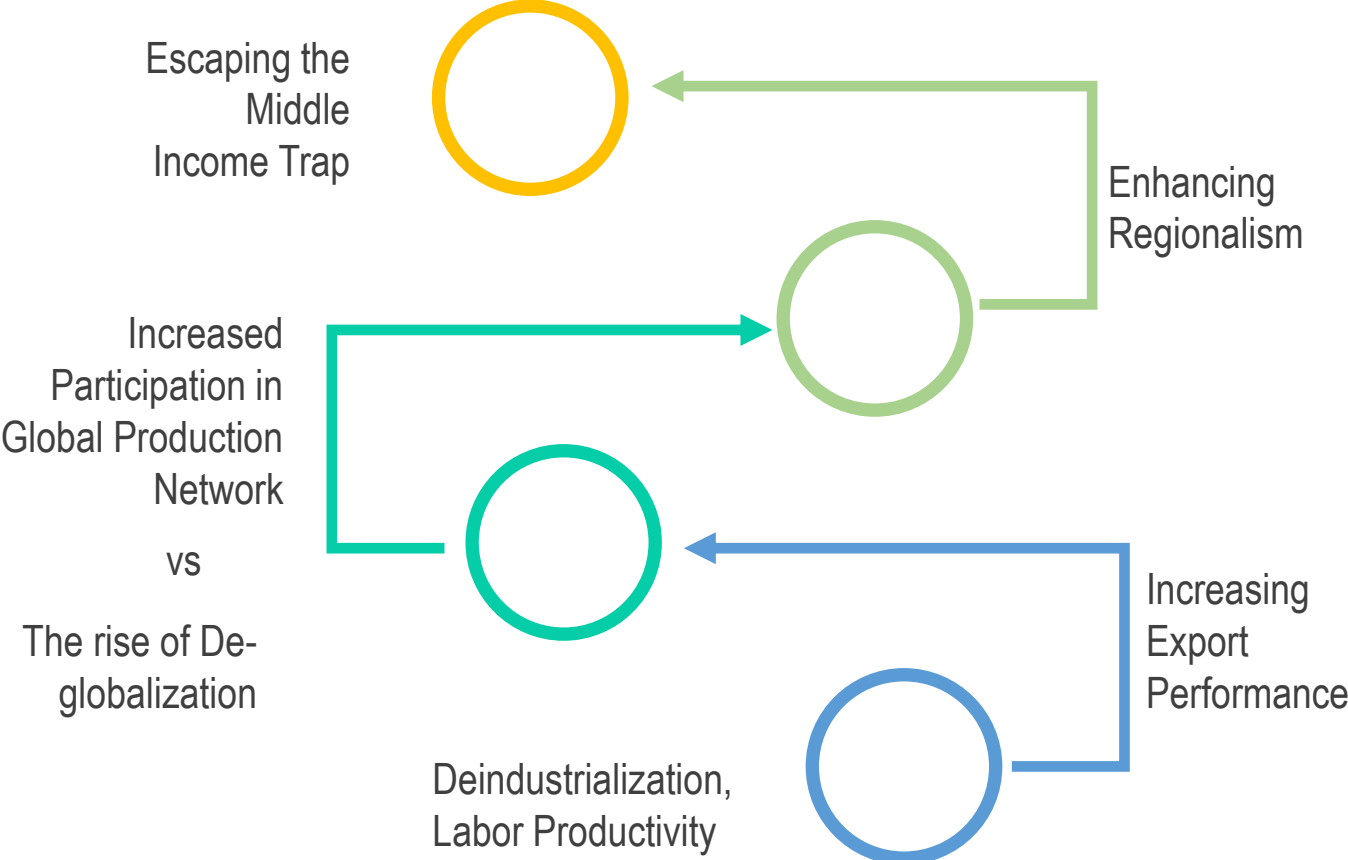 Escaping the
Middle
Income Trap
Enhancing
Regionalism
Increased
Participation in
Global Production
Network
vs
The rise of De-
globalization
Increasing
Export
Performance
Deindustrialization,
Labor Productivity